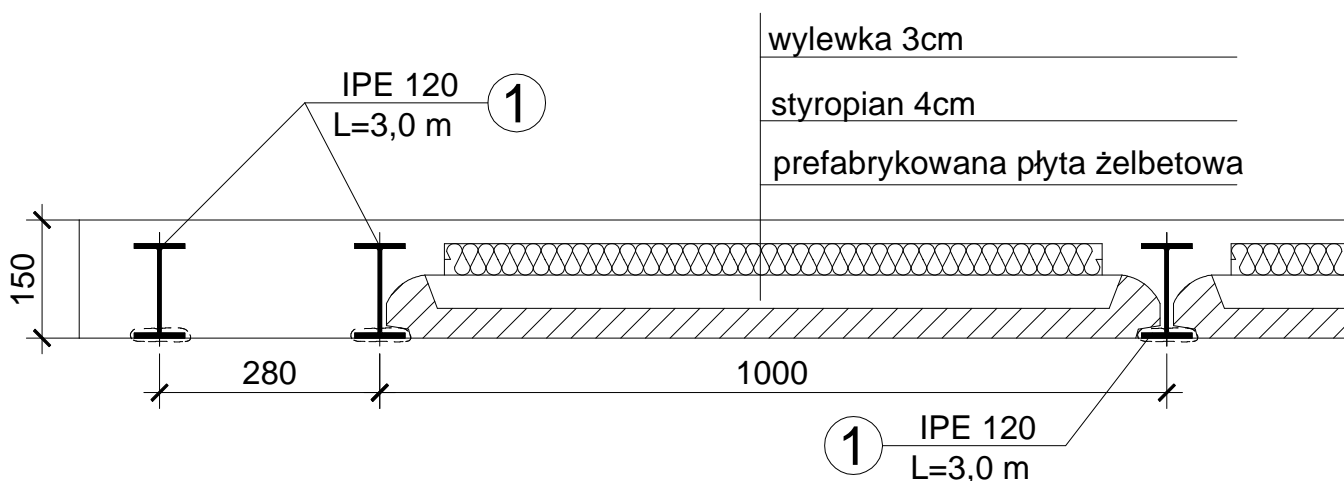 wylewka 3cm
styropian 4cm
prefabrykowana płyta żelbetowa
IPE 120
L=3,0 m
1
150
280
1000
1
IPE 120
L=3,0 m